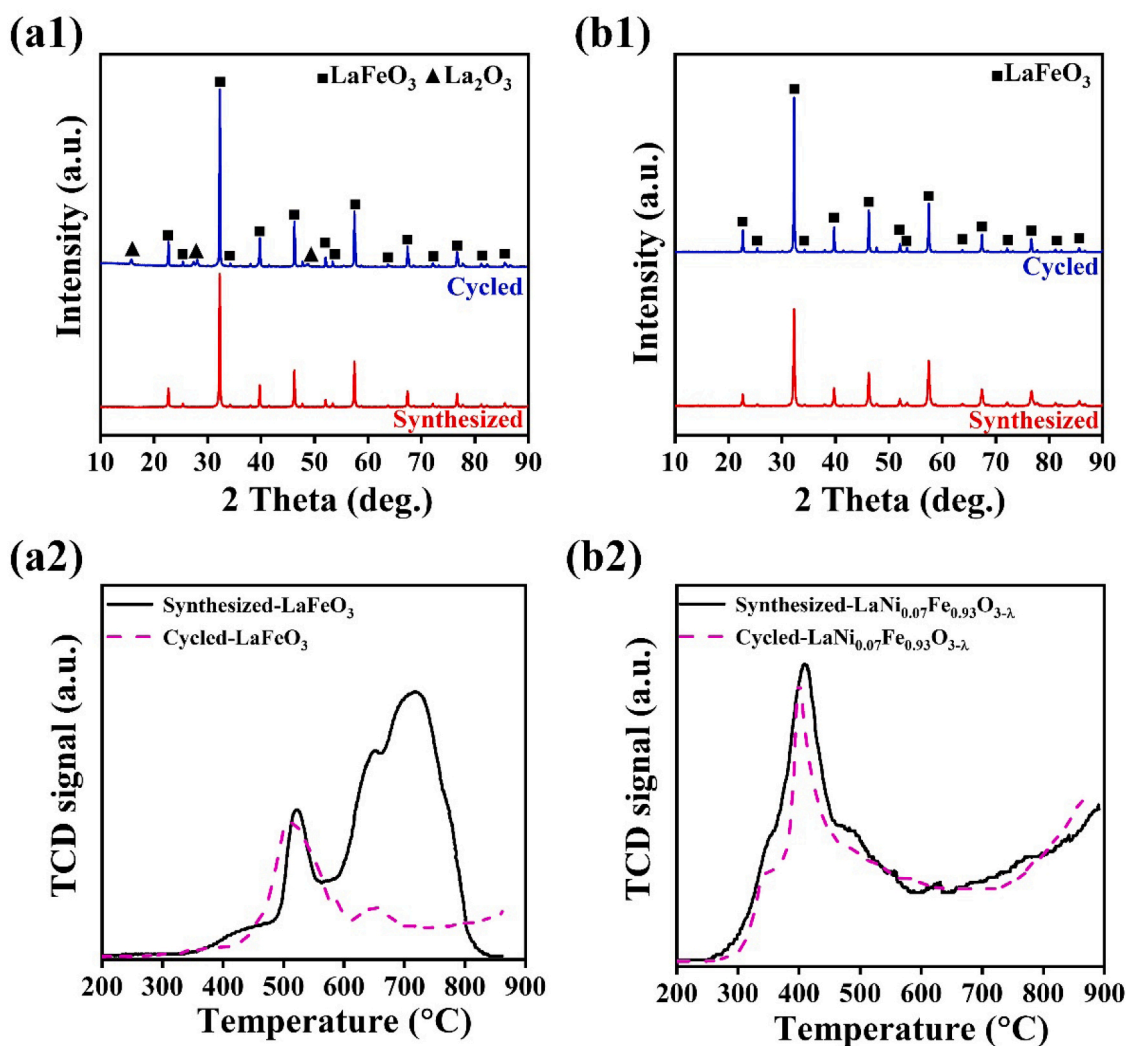 (a1)
■LaFeO₃ ▲La₂O₃
Intensity (a.u.)
Cycled
Synthesized
10 20 30 40 50 60 70 80 90
2 Theta (deg.)
(b1)
■LaFeO₃
Intensity (a.u.)
Cycled
Synthesized
10 20 30 40 50 60 70 80 90
2 Theta (deg.)
(a2)
Synthesized-LaFeO₃
Cycled-LaFeO₃
TCD signal (a.u.)
200 300 400 500 600 700 800 900
Temperature (°C)
(b2)
Synthesized-LaNi₀.₀₇Fe₀.₉₃O₃₋λ
Cycled-LaNi₀.₀₇Fe₀.₉₃O₃₋λ
TCD signal (a.u.)
200 300 400 500 600 700 800 900
Temperature (°C)